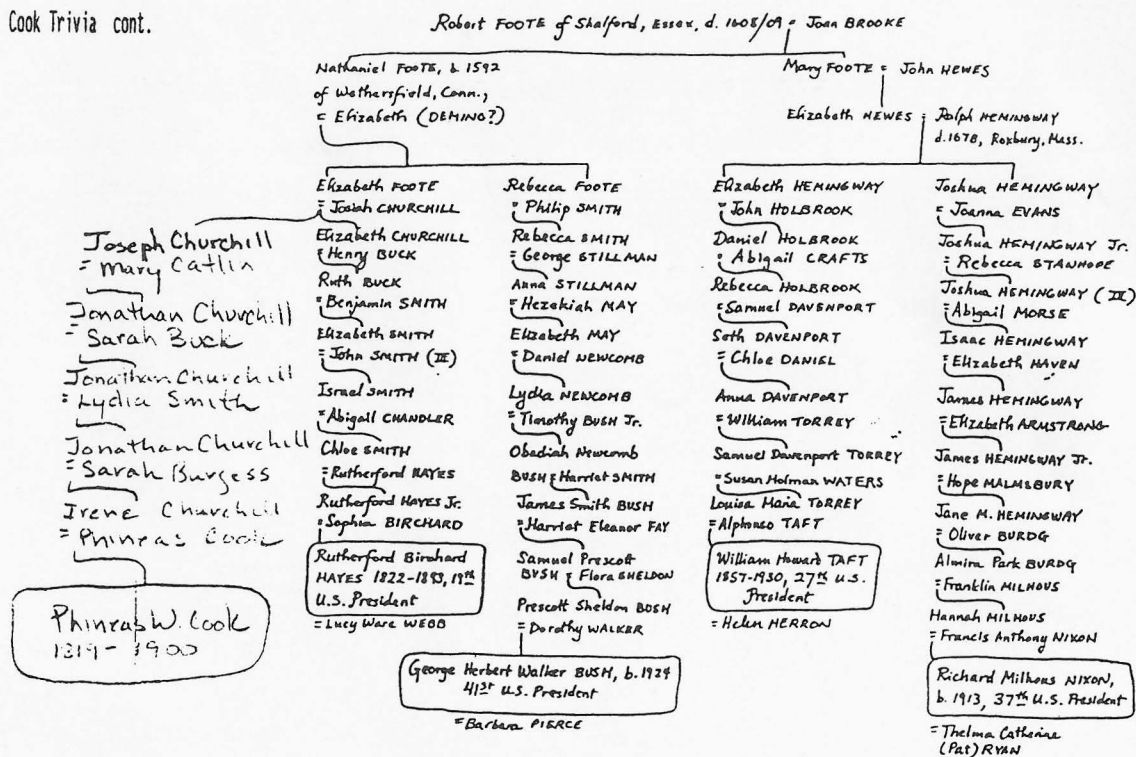 Cook Trivia cont.
Robert FOOTE of Shalford, Essex, d. 1608/09 = Joan BROOKE
Nathaniel FOOTE, b. 1592
of Wethersfield, Conn.,
= Elizabeth (DEMING?)
Mary FOOTE = John HEWES
Elizabeth HEWES = Ralph HEMINGWAY
d. 1678, Roxbury, Mass.
Joseph Churchill
= Mary Catlin
Jonathan Churchill
= Sarah Buck
Jonathan Churchill
= Lydia Smith
Jonathan Churchill
= Sarah Burgess
Irene Churchill
= Phineas Cook
Phineas W. Cook
1819-1900
Elizabeth FOOTE
= Josiah CHURCHILL
Elizabeth CHURCHILL
= Henry BUCK
Ruth BUCK
= Benjamin SMITH
Elizabeth SMITH
= John SMITH (III)
Israel SMITH
= Abigail CHANDLER
Chloe SMITH
= Rutherford HAYES
Rutherford HAYES Jr.
= Sophia BIRCHARD
Rutherford Birchard
HAYES 1822-1893, 19th
U.S. President
= Lucy Ware WEBB
Rebecca FOOTE
= Philip SMITH
Rebecca SMITH
= George STILLMAN
Anna STILLMAN
= Hezekiah MAY
Elizabeth MAY
= Daniel NEWCOMB
Lydia NEWCOMB
= Timothy BUSH Jr.
Obadiah Newcomb
BUSH = Harriet SMITH
James Smith BUSH
= Harriet Eleanor FAY
Samuel Prescott
BUSH = Flora SHELDON
Prescott Sheldon BUSH
= Dorothy WALKER
George Herbert Walker BUSH, b. 1924
41st U.S. President
= Barbara PIERCE
Elizabeth HEMINGWAY
= John HOLBROOK
Daniel HOLBROOK
= Abigail CRAFTS
Rebecca HOLBROOK
= Samuel DAVENPORT
Seth DAVENPORT
= Chloe DANIEL
Anna DAVENPORT
= William TORREY
Samuel Davenport TORREY
= Susan Holman WATERS
Louisa Maria TORREY
= Alphonso TAFT
William Howard TAFT
1857-1930, 27th U.S.
President
= Helen HERRON
Joshua HEMINGWAY
= Joanna EVANS
Joshua HEMINGWAY Jr.
= Rebecca STANHOPE
Joshua HEMINGWAY (III)
= Abigail MORSE
Isaac HEMINGWAY
= Elizabeth HAVEN
James HEMINGWAY
= Elizabeth ARMSTRONG
James HEMINGWAY Jr.
= Hope MALMSBURY
Jane M. HEMINGWAY
= Oliver BURDG
Almira Park BURDG
= Franklin MILHOUS
Hannah MILHOUS
= Francis Anthony NIXON
Richard Milhous NIXON,
b. 1913, 37th U.S. President
= Thelma Catherine
(Pat) RYAN